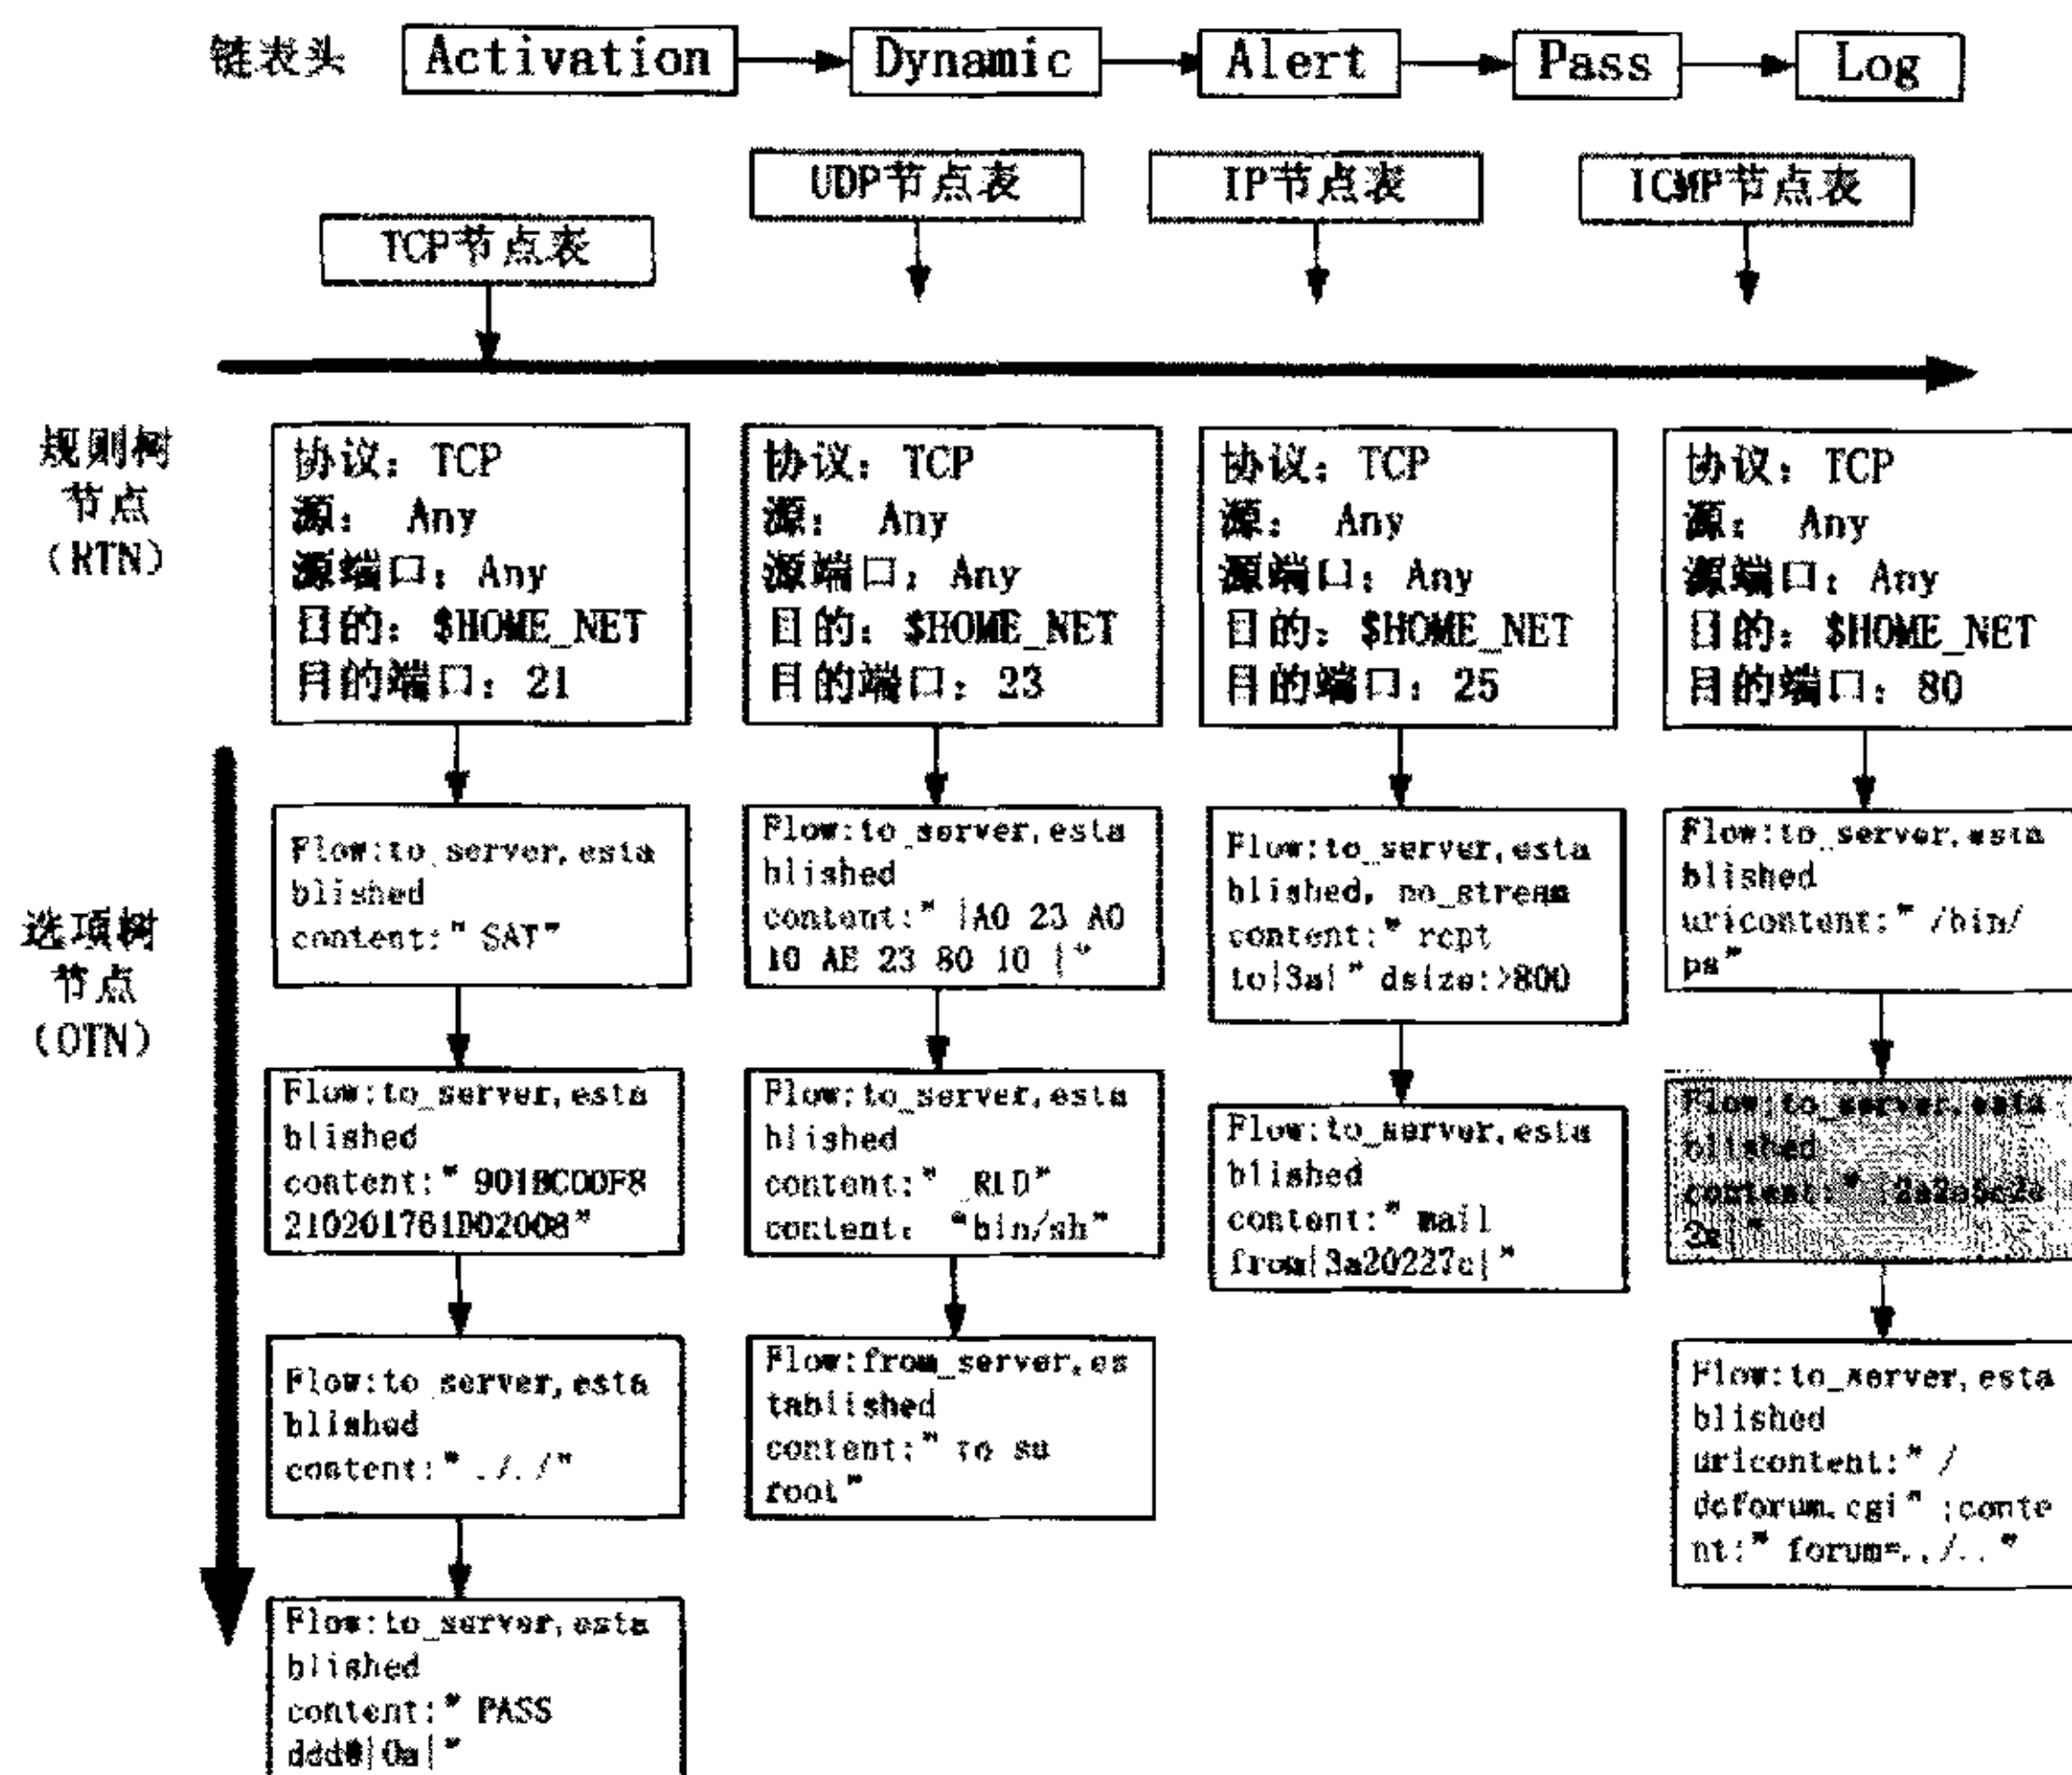 链表头 Activation Dynamic Alert Pass Log
UDP节点表 IP节点表 ICMP节点表
TCP节点表
规则树
节点
(RTN)
协议: TCP
源: Any
源端口: Any
目的: $HOME_NET
目的端口: 21
协议: TCP
源: Any
源端口: Any
目的: $HOME_NET
目的端口: 23
协议: TCP
源: Any
源端口: Any
目的: $HOME_NET
目的端口: 25
协议: TCP
源: Any
源端口: Any
目的: $HOME_NET
目的端口: 80
选项树
节点
(OTN)
Flow:to_server,esta
blished
content:" SAT"
Flow:to_server,esta
blished
content:" |A0 23 A0
10 AE 23 80 10 |"
Flow:to_server,esta
blished, no_stream
content:" rcpt
to|3a|" dsize:>800
Flow:to_server,esta
blished
uricontent:" /bin/
ps"
Flow:to_server,esta
blished
content:" 901BC00F8
210201761D02008"
Flow:to_server,esta
blished
content:" _RLD"
content: "bin/sh"
Flow:to_server,esta
blished
content:" mail
from|3a20227c|"
Flow:to_server,esta
blished
content:"
Flow:to_server,esta
blished
content:" ./../"
Flow:from_server,es
tablished
content:" to su
root"
Flow:to_server,esta
blished
uricontent:" /
dcforum.cgi" ;conte
nt:" forum=../.. "
Flow:to_server,esta
blished
content:" PASS
ddd@|0a|"